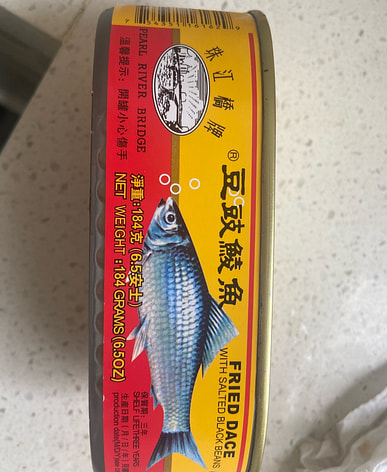 珠江橋牌
PEARL RIVER BRIDGE
溫馨提示：開罐小心傷手
®
豆豉鯪魚
FRIED DACE
WITH SALTED BLACK BEANS
淨重:184克 (6.5安士)
NET WEIGHT :184 GRAMS (6.5OZ)
保質期：三年
SHELF LIFE:THREE YEARS